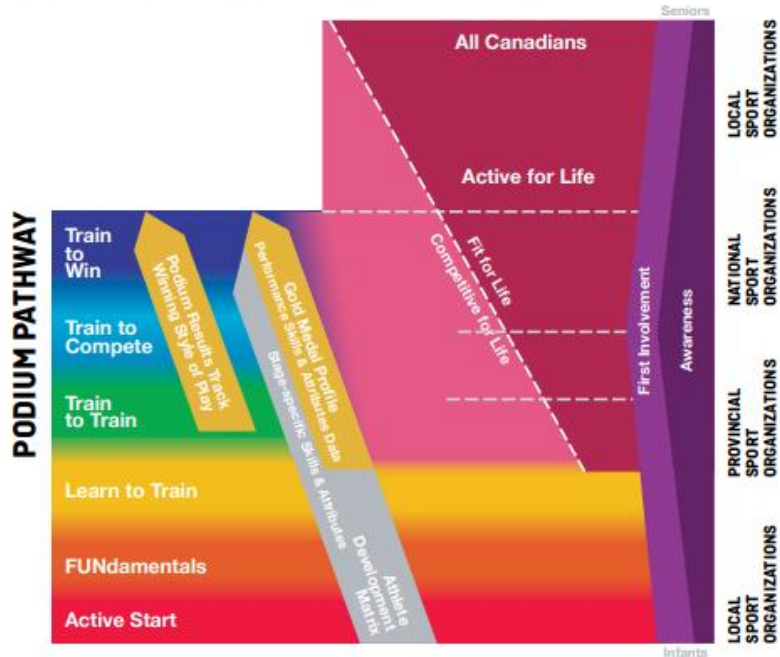 Seniors
All Canadians
Active for Life
PODIUM PATHWAY
Train
to
Win
Train to
Compete
Train
to Train
Learn to Train
FUNdamentals
Active Start
Podium Results Track
Winning Style of Play
Gold Medal Profile
Performance Skills & Attributes Data
Stage-specific Skills & Attributes
Athlete
Development
Matrix
Fit for Life
Competitive for Life
First Involvement
Awareness
LOCAL
SPORT
ORGANIZATIONS
NATIONAL
SPORT
ORGANIZATIONS
PROVINCIAL
SPORT
ORGANIZATIONS
LOCAL
SPORT
ORGANIZATIONS
Infants